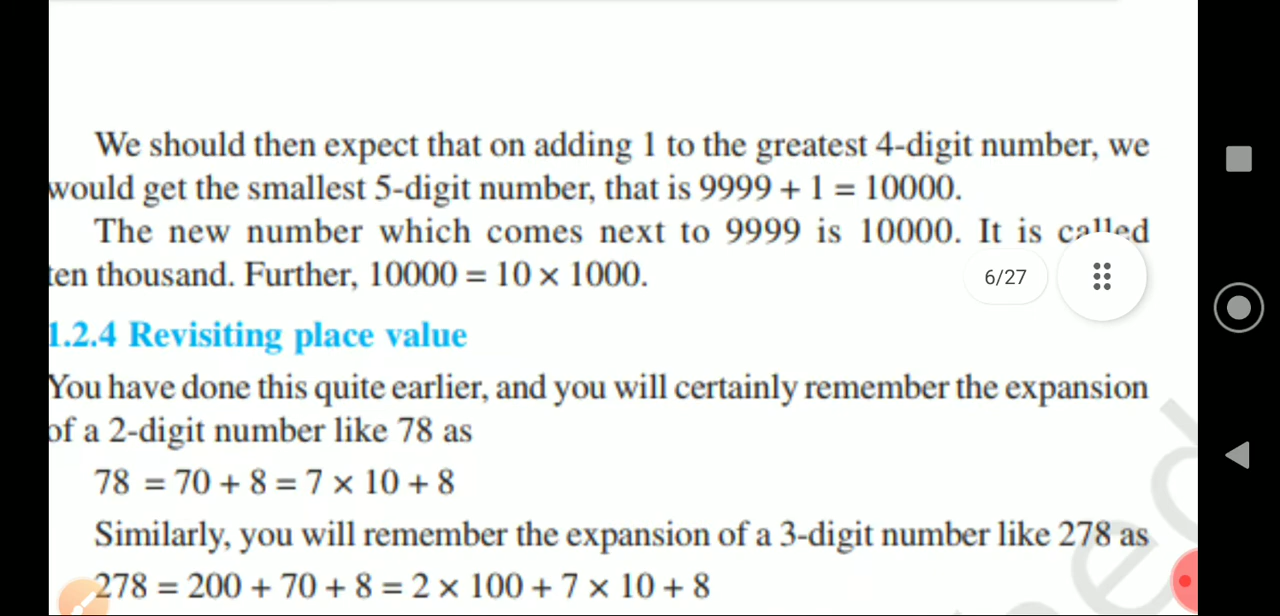 We should then expect that on adding 1 to the greatest 4-digit number, we
would get the smallest 5-digit number, that is 9999 + 1 = 10000.
The new number which comes next to 9999 is 10000. It is called
ten thousand. Further, 10000 = 10 × 1000.
6/27
1.2.4 Revisiting place value
You have done this quite earlier, and you will certainly remember the expansion
of a 2-digit number like 78 as
78 = 70 + 8 = 7 × 10 + 8
Similarly, you will remember the expansion of a 3-digit number like 278 as
278 = 200 + 70 + 8 = 2 × 100 + 7 × 10 + 8